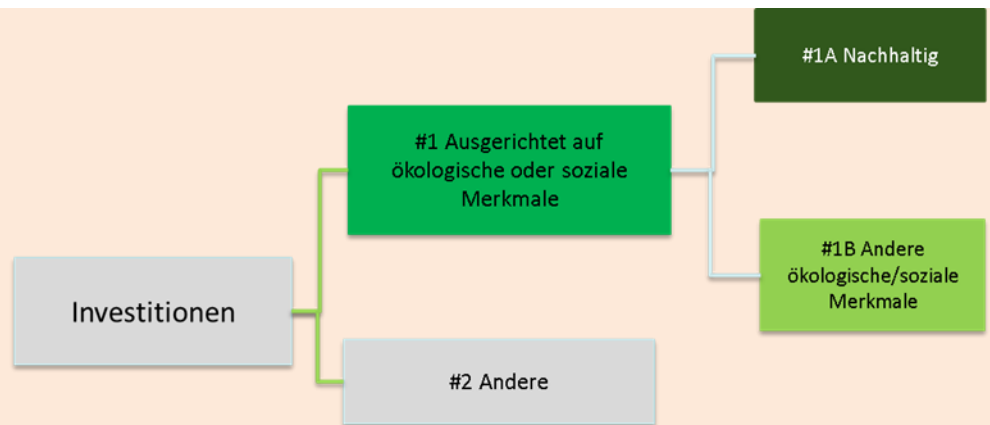 #1A Nachhaltig
#1 Ausgerichtet auf
ökologische oder soziale
Merkmale
#1B Andere
ökologische/soziale
Merkmale
Investitionen
#2 Andere